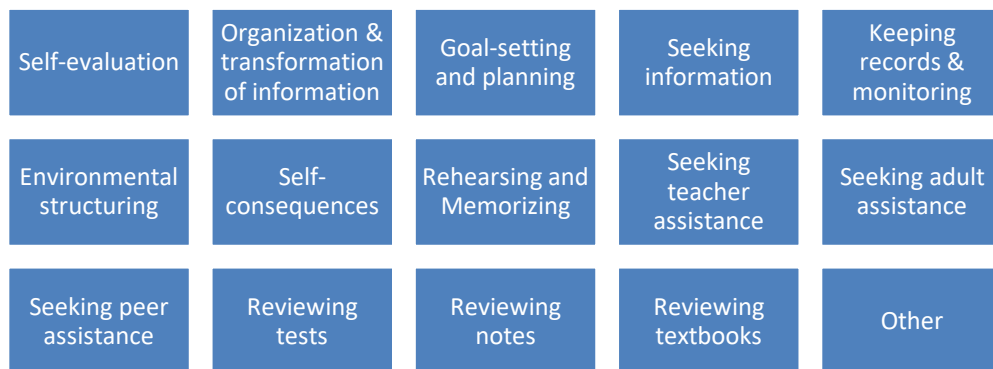 Self-evaluation
Organization &
transformation
of information
Goal-setting
and planning
Seeking
information
Keeping
records &
monitoring
Environmental
structuring
Self-
consequences
Rehearsing and
Memorizing
Seeking
teacher
assistance
Seeking adult
assistance
Seeking peer
assistance
Reviewing
tests
Reviewing
notes
Reviewing
textbooks
Other